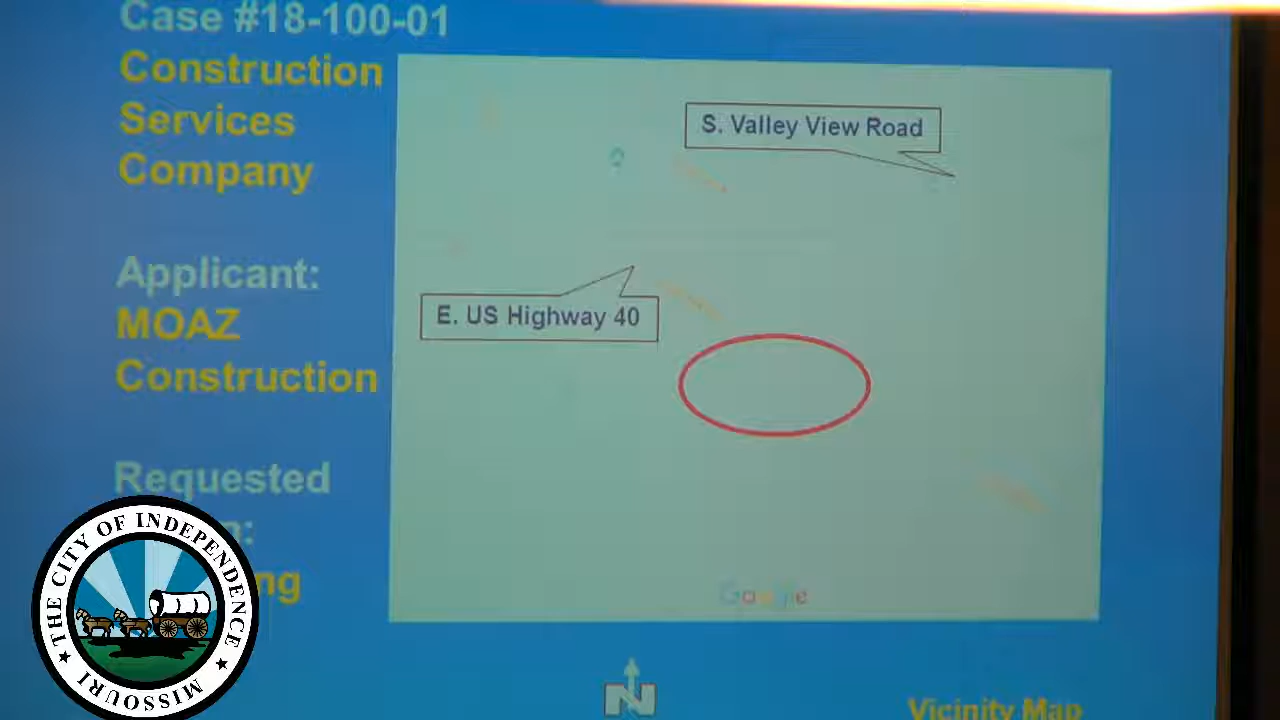 Case #18-100-01
Construction
Services
Company
Applicant:
MOAZ
Construction
Requested
S. Valley View Road
E. US Highway 40
Google
N
Vicinity Map
THE CITY OF INDEPENDENCE
MISSOURI